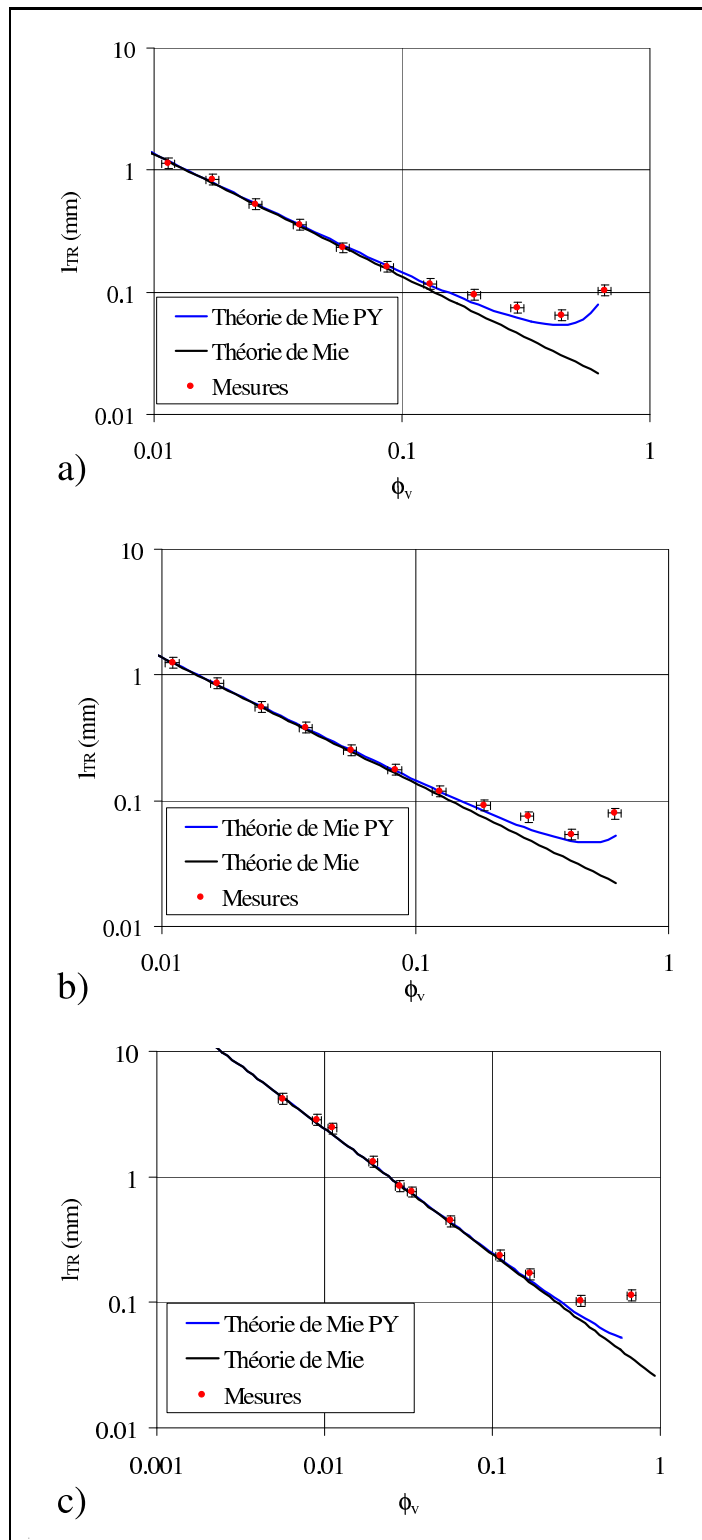 10
1
0.1
0.01
lTR (mm)
Théorie de Mie PY
Théorie de Mie
Mesures
0.01 0.1 1
ϕv
a)
10
1
0.1
0.01
lTR (mm)
Théorie de Mie PY
Théorie de Mie
Mesures
0.01 0.1 1
ϕv
b)
10
1
0.1
0.01
lTR (mm)
Théorie de Mie PY
Théorie de Mie
Mesures
0.001 0.01 0.1 1
ϕv
c)